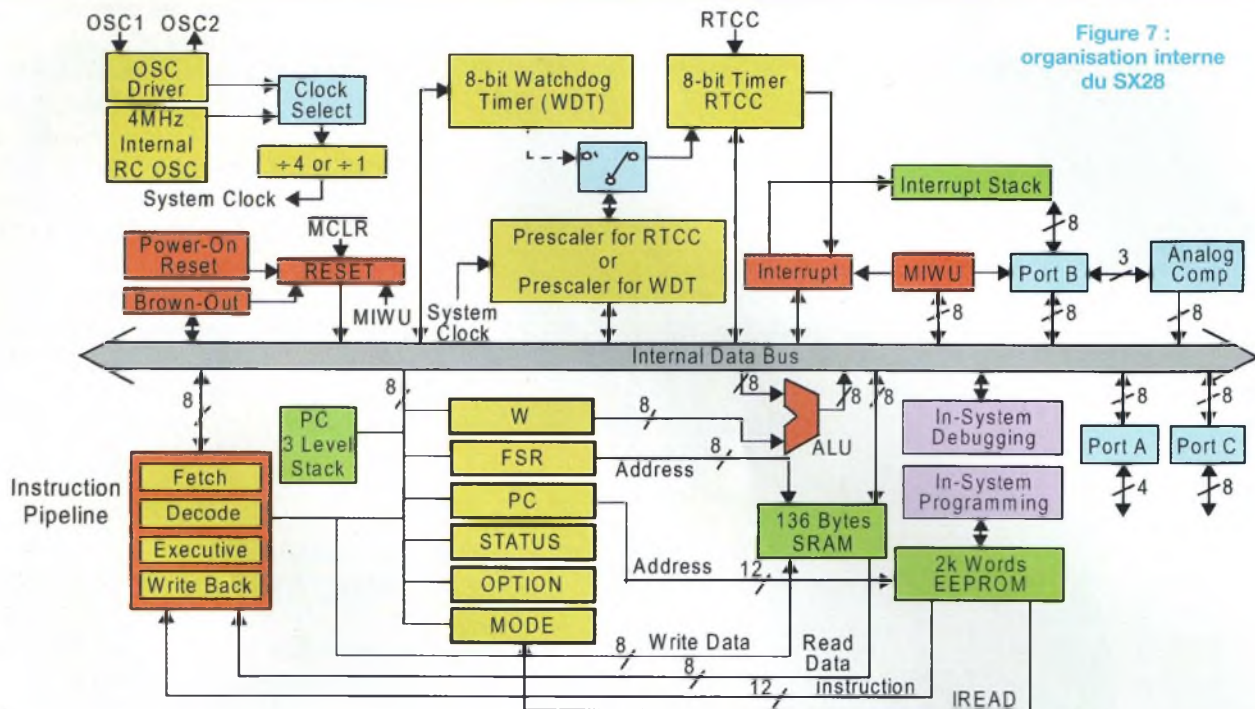 OSC1 OSC2
OSC
Driver
4MHz
Internal
RC OSC
Clock
Select
÷4 or ÷1
System Clock
8-bit Watchdog
Timer (WDT)
RTCC
8-bit Timer
RTCC
Figure 7 :
organisation interne
du SX28
Interrupt Stack
8
Power-On
Reset
Brown-Out
MCLR
RESET
MIWU
Prescaler for RTCC
or
Prescaler for WDT
System
Clock
Interrupt
MIWU
Port B
3
Analog
Comp
8
8
8
Internal Data Bus
8
PC
3 Level
Stack
8
Instruction
Pipeline
Fetch
Decode
Executive
Write Back
W
FSR
PC
STATUS
OPTION
MODE
8
8
Address
8
ALU
8
8
136 Bytes
SRAM
Address
12
In-System
Debugging
In-System
Programming
2k Words
EEPROM
8
Port A
4
8
Port C
8
8
Write Data
Read
Data
8
12
Instruction
IREAD
8